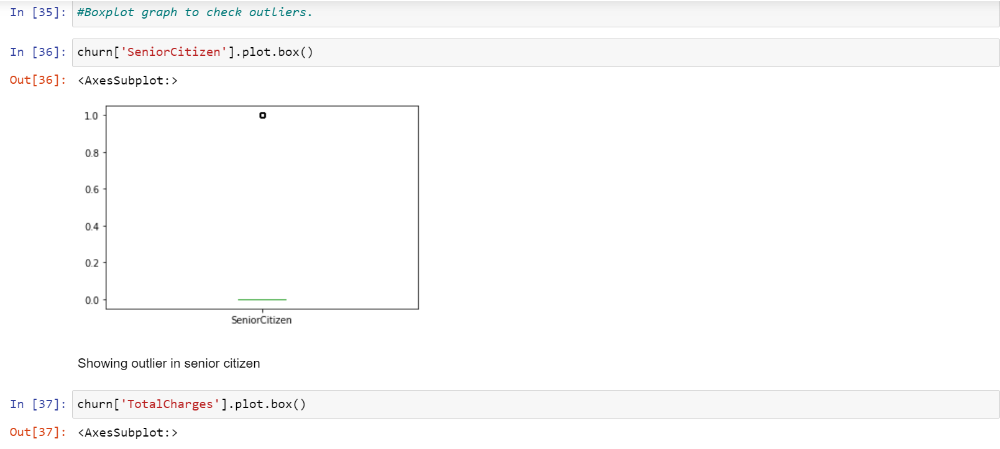 In [35]: #Boxplot graph to check outliers.
In [36]: churn['SeniorCitizen'].plot.box()
Out[36]: <AxesSubplot:>
1.0
0.8
0.6
0.4
0.2
0.0
SeniorCitizen
Showing outlier in senior citizen
In [37]: churn['TotalCharges'].plot.box()
Out[37]: <AxesSubplot:>